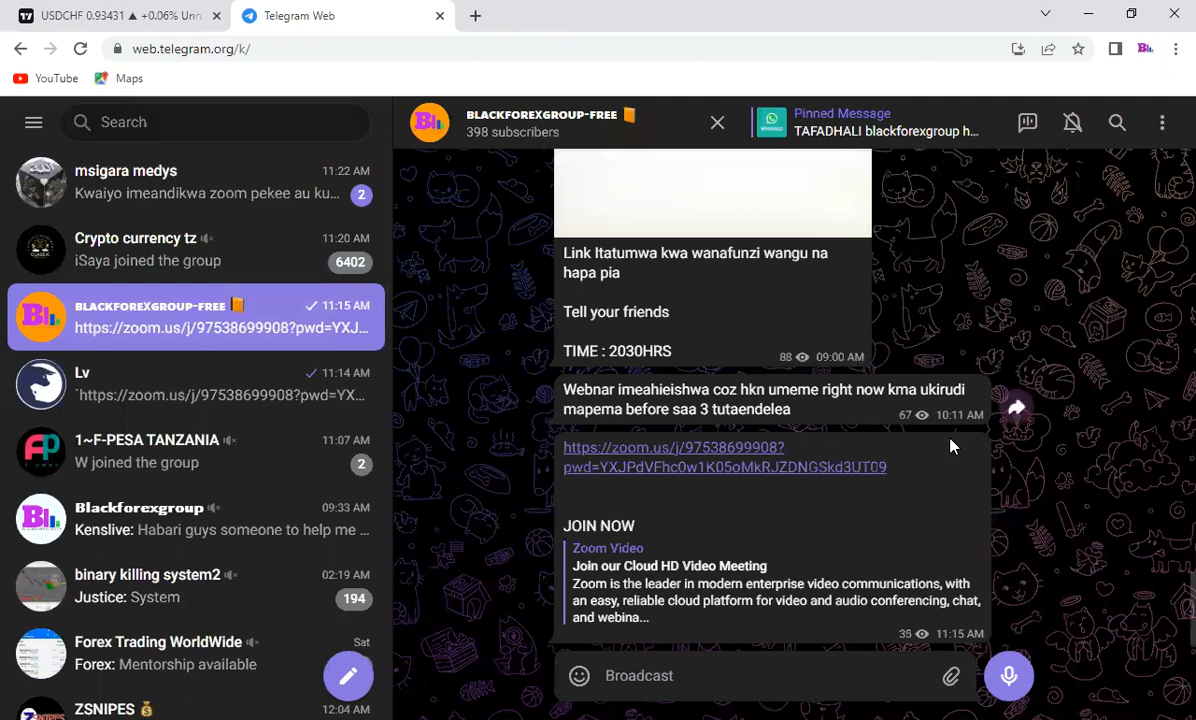 USDCHF 0.93431 ▲ +0.06% Unn
Telegram Web
web.telegram.org/k/
YouTube
Maps
Search
msigara medys
11:22 AM
Kwaiyo imeandikwa zoom pekee au ku...
2
Crypto currency tz
11:20 AM
iSaya joined the group
6402
BLACKFOREXGROUP-FREE
11:15 AM
https://zoom.us/j/97538699908?pwd=YXJ...
Lv
11:14 AM
`https://zoom.us/j/97538699908?pwd=YX...
1~F-PESA TANZANIA
11:07 AM
W joined the group
2
Blackforexgroup
09:33 AM
Kenslive: Habari guys someone to help me ...
binary killing system2
02:19 AM
Justice: System
194
Forex Trading WorldWide
Sat
Forex: Mentorship available
ZSNIPES
12:04 AM
BLACKFOREXGROUP-FREE
398 subscribers
Pinned Message
TAFADHALI blackforexgroup h...
Link Itatumwa kwa wanafunzi wangu na
hapa pia
Tell your friends
TIME : 2030HRS
88 09:00 AM
Webnar imeahieishwa coz hkn umeme right now kma ukirudi
mapema before saa 3 tutaendelea
67 10:11 AM
https://zoom.us/j/97538699908?
pwd=YXJPdVFhc0w1K05oMkRJZDNGSkd3UT09
JOIN NOW
Zoom Video
Join our Cloud HD Video Meeting
Zoom is the leader in modern enterprise video communications, with
an easy, reliable cloud platform for video and audio conferencing, chat,
and webina...
35 11:15 AM
Broadcast